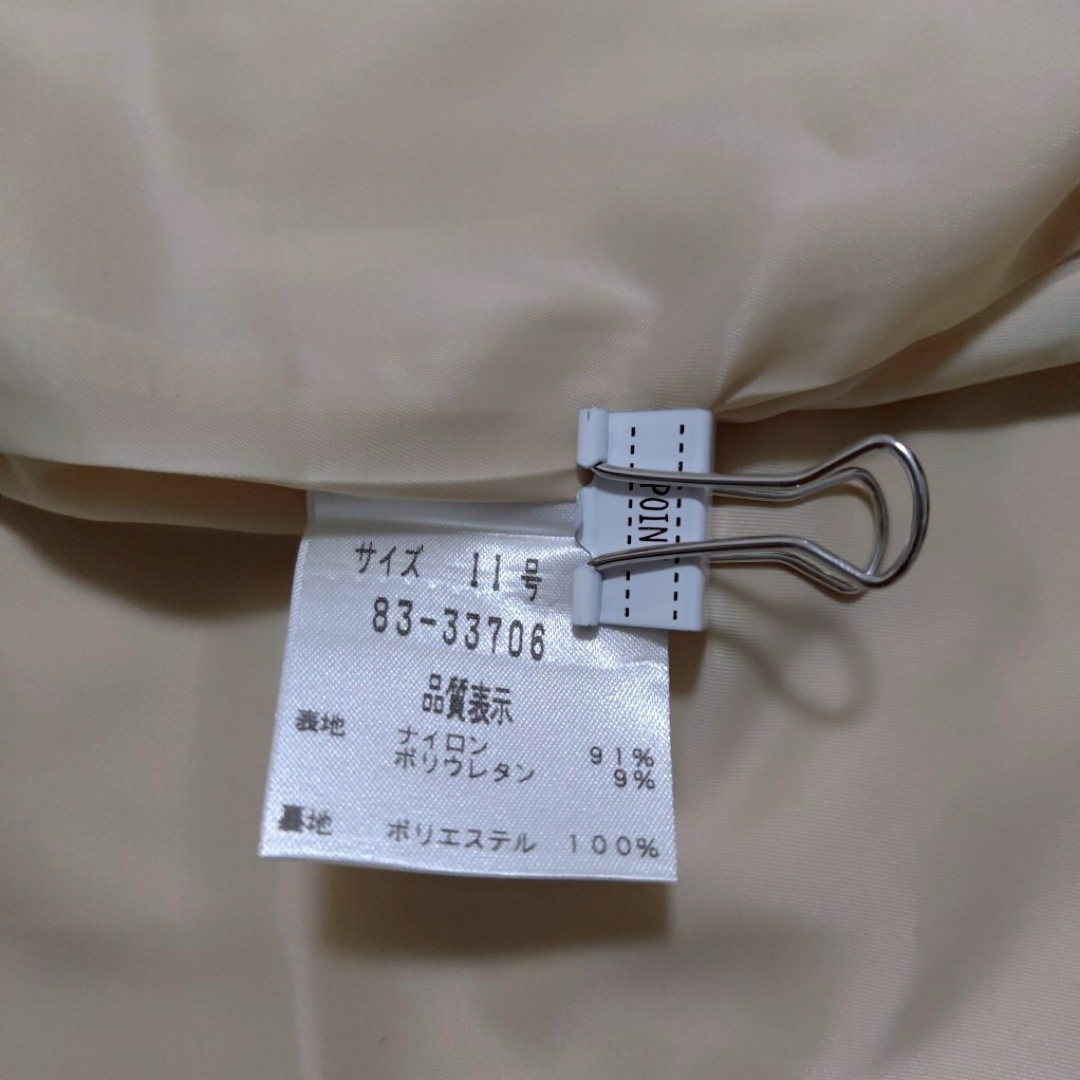 サイズ 11号
83-33706
品質表示
表地 ナイロン 91%
ポリウレタン 9%
裏地 ポリエステル 100%
POIN